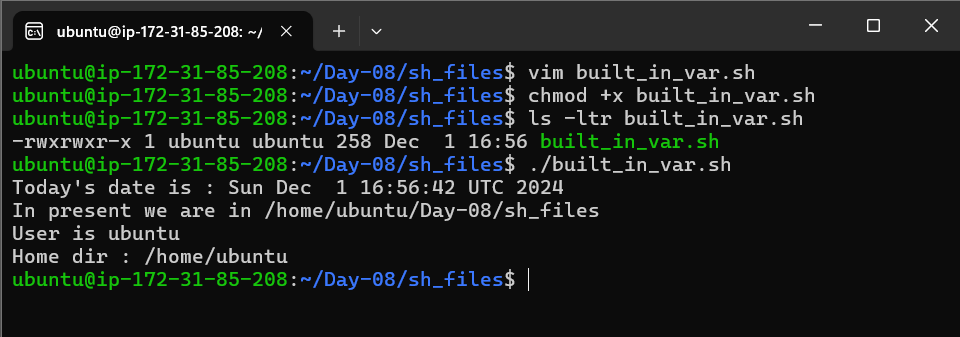 ubuntu@ip-172-31-85-208: ~/
ubuntu@ip-172-31-85-208:~/Day-08/sh_files$ vim built_in_var.sh
ubuntu@ip-172-31-85-208:~/Day-08/sh_files$ chmod +x built_in_var.sh
ubuntu@ip-172-31-85-208:~/Day-08/sh_files$ ls -ltr built_in_var.sh
-rwxrwxr-x 1 ubuntu ubuntu 258 Dec  1 16:56 built_in_var.sh
ubuntu@ip-172-31-85-208:~/Day-08/sh_files$ ./built_in_var.sh
Today's date is : Sun Dec  1 16:56:42 UTC 2024
In present we are in /home/ubuntu/Day-08/sh_files
User is ubuntu
Home dir : /home/ubuntu
ubuntu@ip-172-31-85-208:~/Day-08/sh_files$